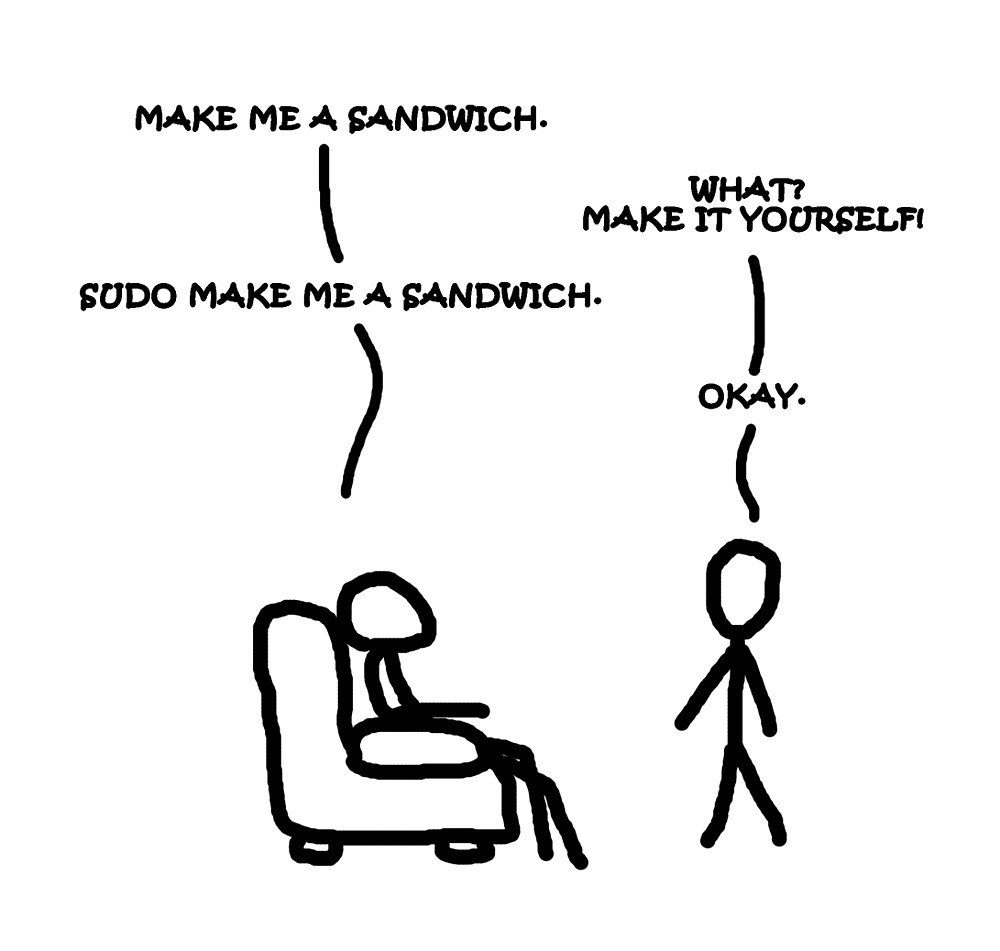 MAKE ME A SANDWICH.
WHAT?
MAKE IT YOURSELF!
SUDO MAKE ME A SANDWICH.
OKAY.